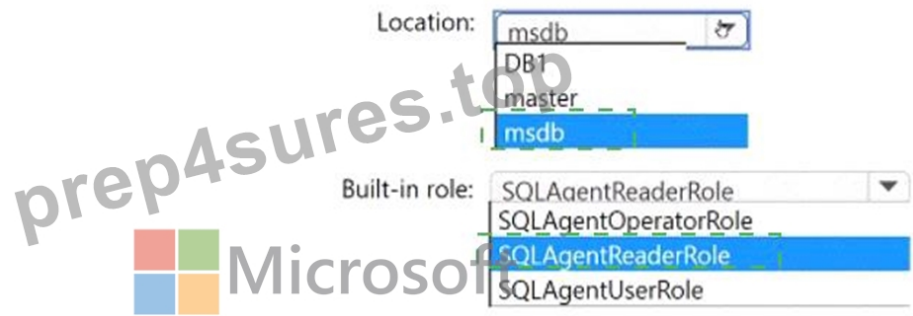 Location: msdb
DB1
master
msdb
prep4sures.top
Built-in role: SQLAgentReaderRole
SQLAgentOperatorRole
SQLAgentReaderRole
SQLAgentUserRole
Microsoft